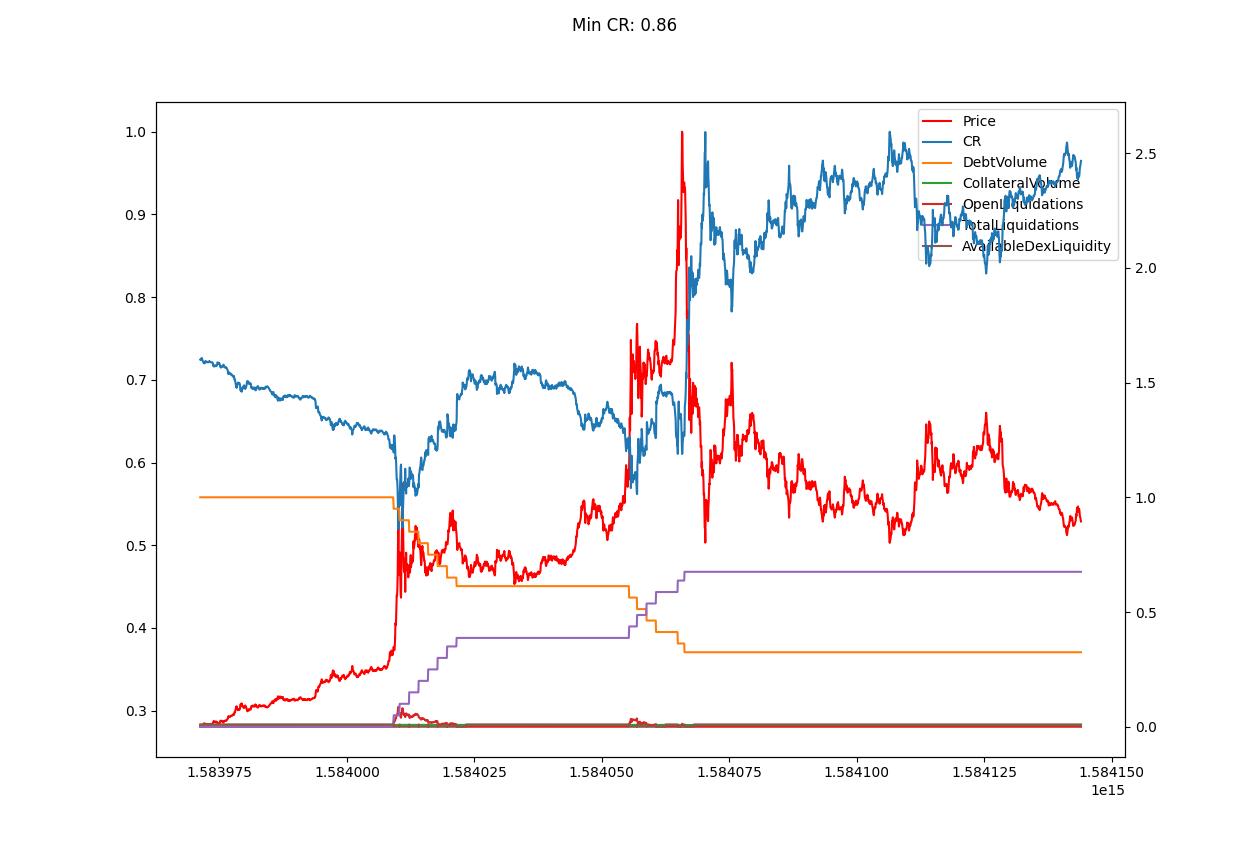 Min CR: 0.86
1.0
0.9
0.8
0.7
0.6
0.5
0.4
0.3
2.5
2.0
1.5
1.0
0.5
0.0
Price
CR
DebtVolume
CollateralVolume
OpenLiquidations
TotalLiquidations
AvailableDexLiquidity
1.583975 1.584000 1.584025 1.584050 1.584075 1.584100 1.584125 1.584150
1e15